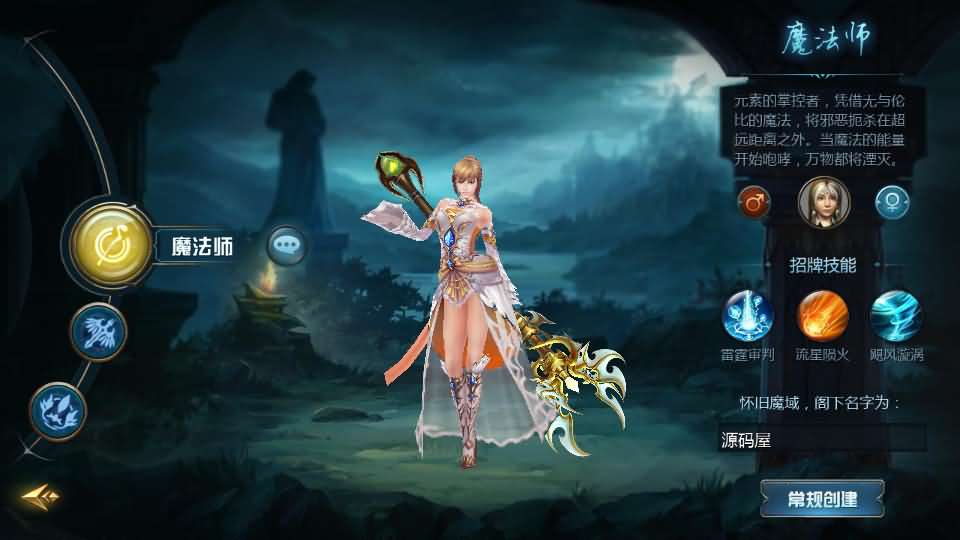 魔法师
元素的掌控者，凭借无与伦
比的魔法，将邪恶扼杀在超
远距离之外。当魔法的能量
开始咆哮，万物都将湮灭。
魔法师
招牌技能
雷霆审判 流星陨火 飓风漩涡
怀旧魔域，阁下名字为：
源码屋
常规创建